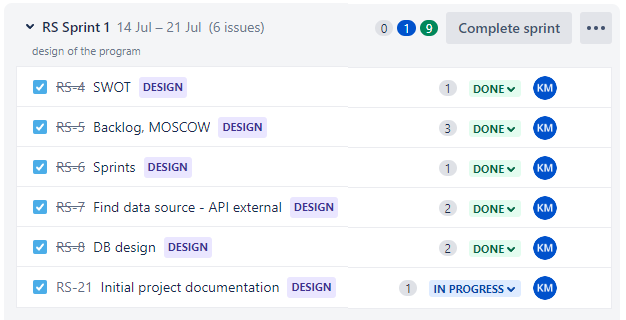 RS Sprint 1 14 Jul – 21 Jul (6 issues) 0 1 9 Complete sprint
design of the program
RS-4 SWOT DESIGN 1 DONE KM
RS-5 Backlog, MOSCOW DESIGN 3 DONE KM
RS-6 Sprints DESIGN 1 DONE KM
RS-7 Find data source - API external DESIGN 2 DONE KM
RS-8 DB design DESIGN 2 DONE KM
RS-21 Initial project documentation DESIGN 1 IN PROGRESS KM